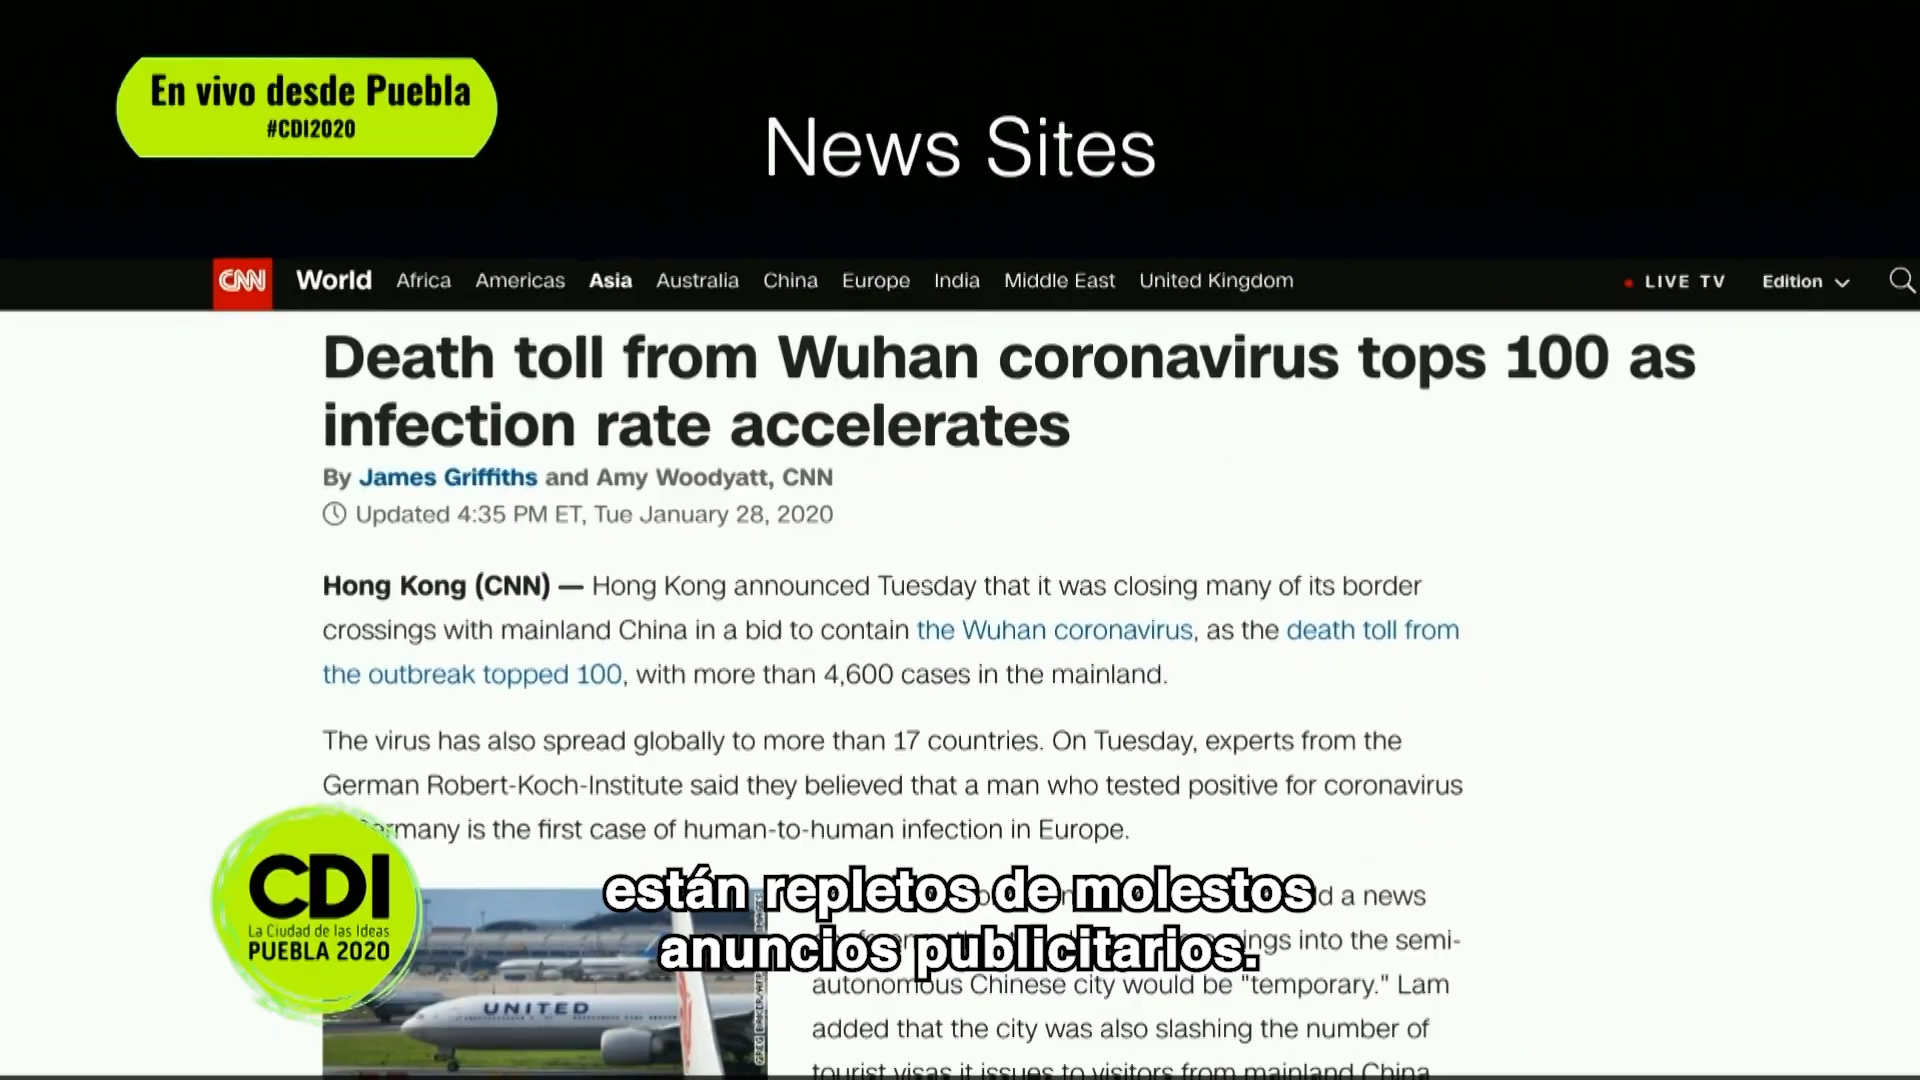 En vivo desde Puebla
#CDI2020
News Sites
CNN World Africa Americas Asia Australia China Europe India Middle East United Kingdom LIVE TV Edition
Death toll from Wuhan coronavirus tops 100 as
infection rate accelerates
By James Griffiths and Amy Woodyatt, CNN
Updated 4:35 PM ET, Tue January 28, 2020
Hong Kong (CNN) — Hong Kong announced Tuesday that it was closing many of its border
crossings with mainland China in a bid to contain the Wuhan coronavirus, as the death toll from
the outbreak topped 100, with more than 4,600 cases in the mainland.
The virus has also spread globally to more than 17 countries. On Tuesday, experts from the
German Robert-Koch-Institute said they believed that a man who tested positive for coronavirus
is the first case of human-to-human infection in Europe.
d a news
into the semi-
autonomous Chinese city would be "temporary." Lam
added that the city was also slashing the number of
tourist visas it issues to visitors from mainland China
UNITED
CDI
La Ciudad de las Ideas
PUEBLA 2020
están repletos de molestos
anuncios publicitarios.